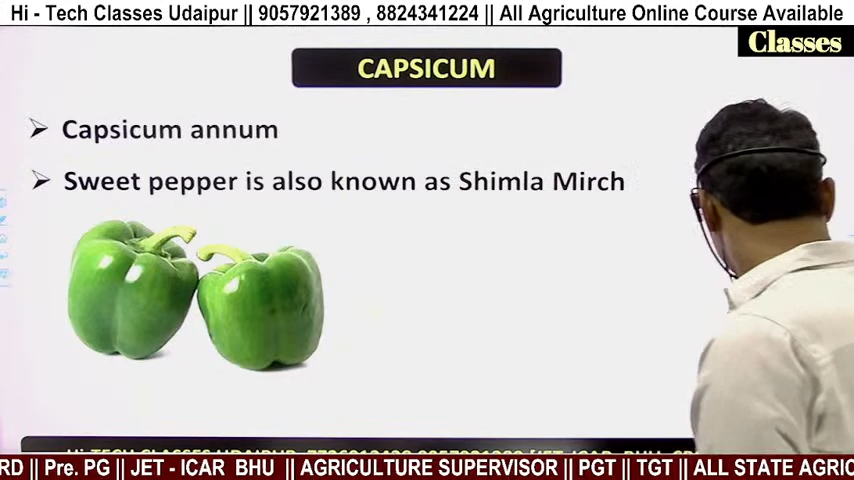 Hi - Tech Classes Udaipur || 9057921389 , 8824341224 || All Agriculture Online Course Available
Classes
CAPSICUM
Capsicum annum
Sweet pepper is also known as Shimla Mirch
RD || Pre. PG || JET - ICAR BHU || AGRICULTURE SUPERVISOR || PGT || TGT || ALL STATE AGRIC